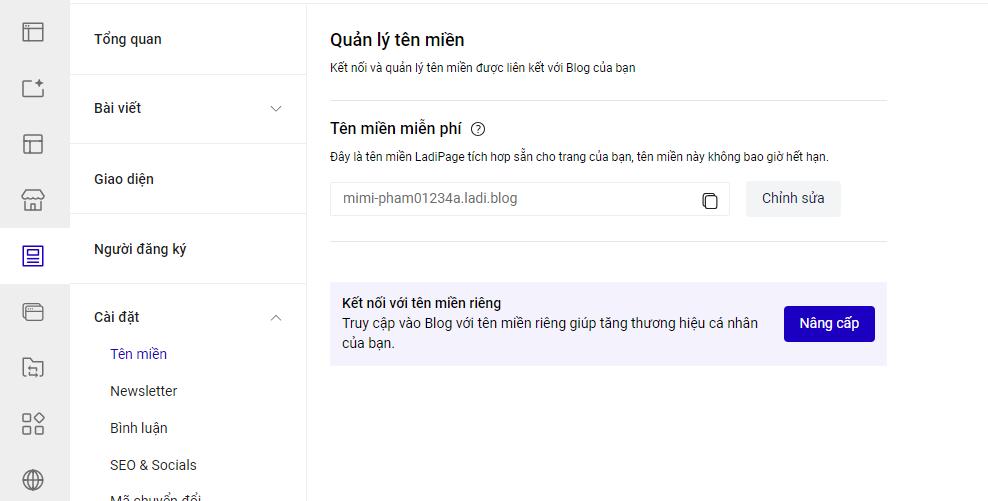 Tổng quan
Bài viết
Giao diện
Người đăng ký
Cài đặt
Tên miền
Newsletter
Bình luận
SEO & Socials
Mã chuyển đổi
Quản lý tên miền
Kết nối và quản lý tên miền được liên kết với Blog của bạn
Tên miền miễn phí
Đây là tên miền LadiPage tích hơp sẵn cho trang của bạn, tên miền này không bao giờ hết hạn.
mimi-pham01234a.ladi.blog
Chỉnh sửa
Kết nối với tên miền riêng
Truy cập vào Blog với tên miền riêng giúp tăng thương hiệu cá nhân
của bạn.
Nâng cấp